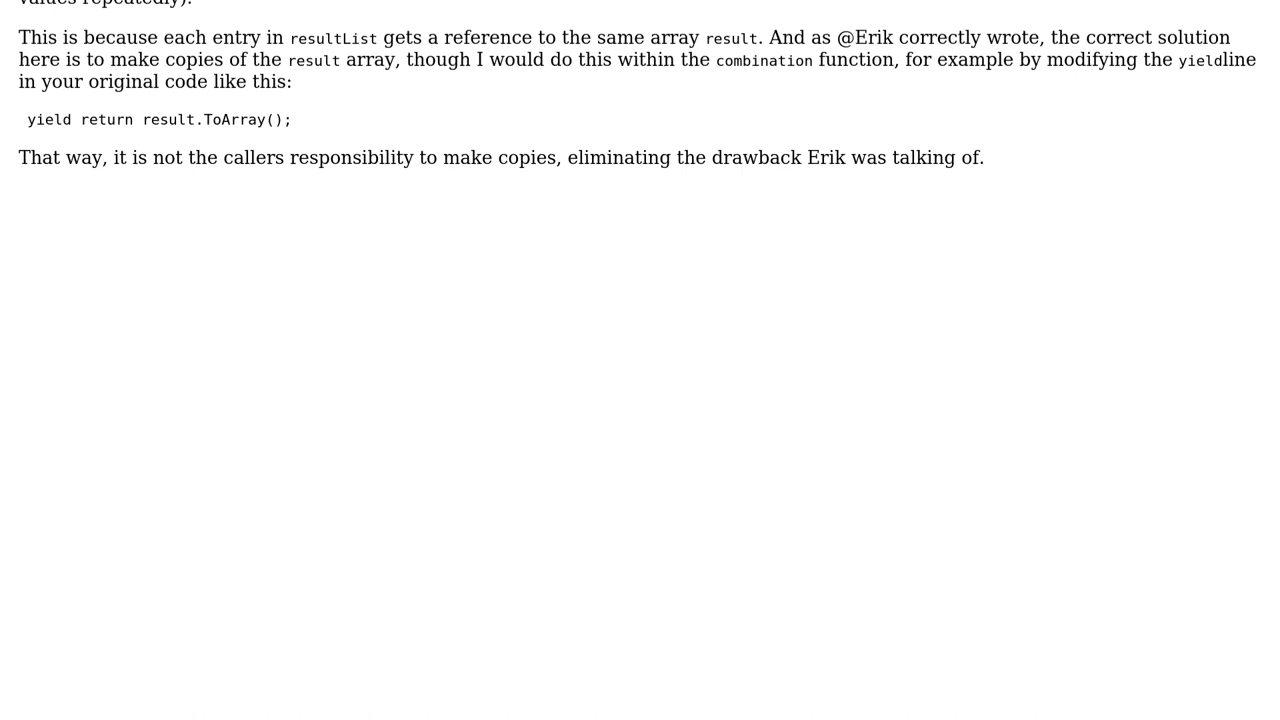 values repeatedly).
This is because each entry in resultList gets a reference to the same array result. And as @Erik correctly wrote, the correct solution
here is to make copies of the result array, though I would do this within the combination function, for example by modifying the yieldline
in your original code like this:
yield return result.ToArray();
That way, it is not the callers responsibility to make copies, eliminating the drawback Erik was talking of.